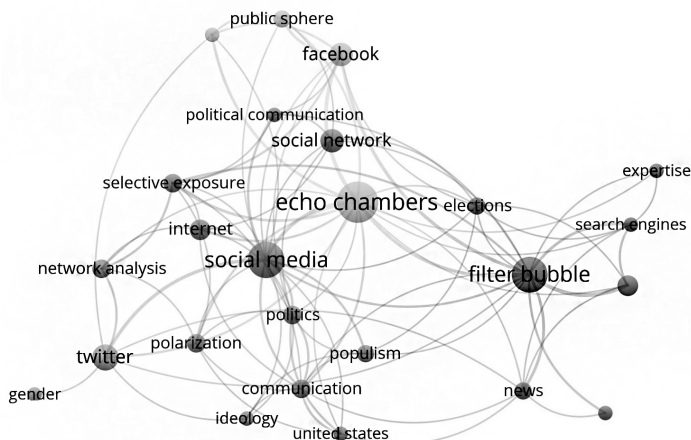 public sphere
facebook
political communication
social network
expertise
selective exposure
echo chambers
elections
internet
search engines
social media
network analysis
filter bubble
politics
polarization
twitter
populism
communication
news
gender
ideology
united states